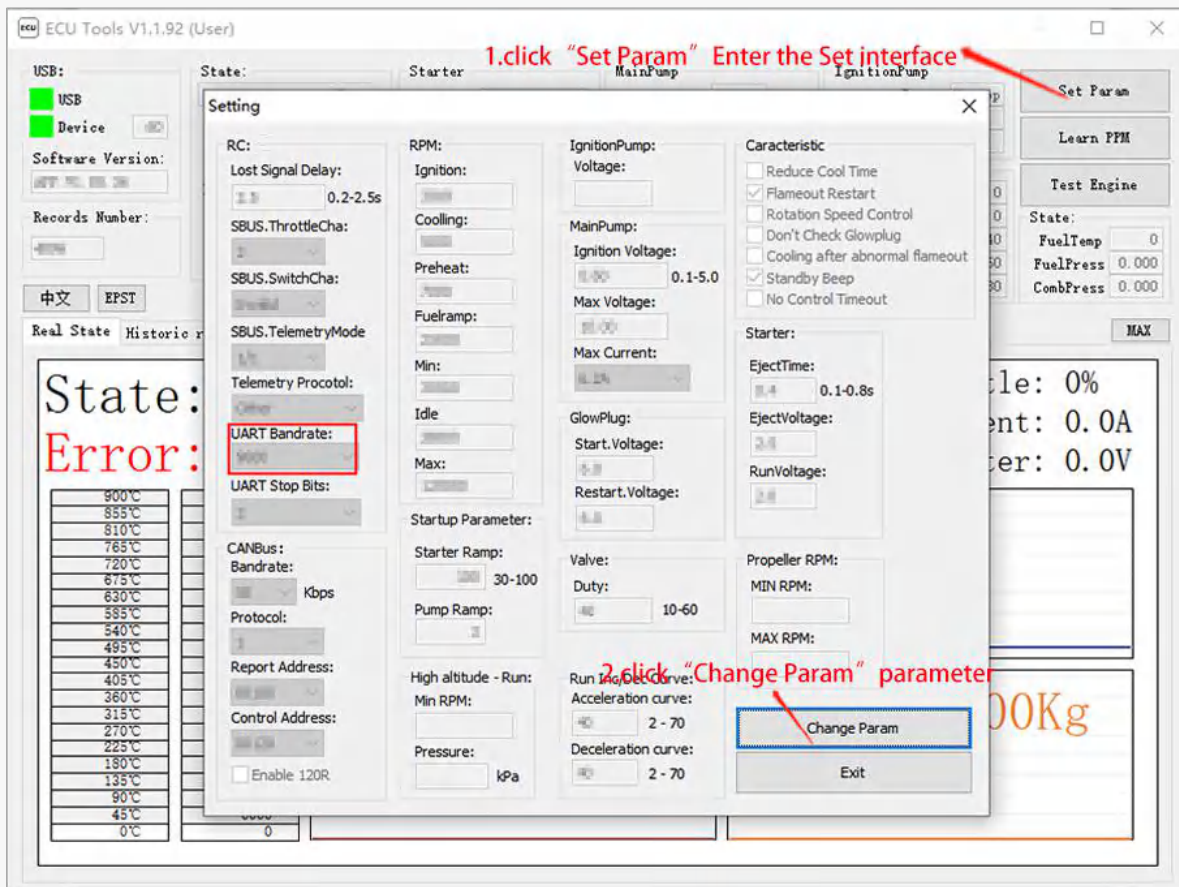 ECU Tools V1.1.92 (User)
1.click “Set Param” Enter the Set interface
USB:
State:
Starter
MainPump
IgnitionPump
USB
Device
Software Version:
Records Number:
中文
EPST
Real State
Historic r
Set Param
Learn PPM
Test Engine
State:
FuelTemp 0
FuelPress 0.000
CombPress 0.000
MAX
Setting
RC:
Lost Signal Delay:
0.2-2.5s
SBUS.ThrottleCha:
SBUS.SwitchCha:
SBUS.TelemetryMode
Telemetry Procotol:
Other
UART Bandrate:
UART Stop Bits:
CANBus:
Bandrate:
Kbps
Protocol:
Report Address:
Control Address:
Enable 120R
RPM:
Ignition:
Cooling:
Preheat:
Fuelramp:
Min:
Idle
Max:
Startup Parameter:
Starter Ramp:
30-100
Pump Ramp:
High altitude - Run:
Min RPM:
Pressure:
kPa
IgnitionPump:
Voltage:
MainPump:
Ignition Voltage:
0.1-5.0
Max Voltage:
Max Current:
GlowPlug:
Start.Voltage:
Restart.Voltage:
Valve:
Duty:
10-60
Run Inc/Dec Curve:
Acceleration curve:
2 - 70
Deceleration curve:
2 - 70
Caracteristic
Reduce Cool Time
Flameout Restart
Rotation Speed Control
Don't Check Glowplug
Cooling after abnormal flameout
Standby Beep
No Control Timeout
Starter:
EjectTime:
0.1-0.8s
EjectVoltage:
RunVoltage:
Propeller RPM:
MIN RPM:
MAX RPM:
2.click “Change Param” parameter
Change Param
Exit
State:
Error:
tle: 0%
ent: 0.0A
ter: 0.0V
00Kg
900℃
855℃
810℃
765℃
720℃
675℃
630℃
585℃
540℃
495℃
450℃
405℃
360℃
315℃
270℃
225℃
180℃
135℃
90℃
45℃
0℃
0